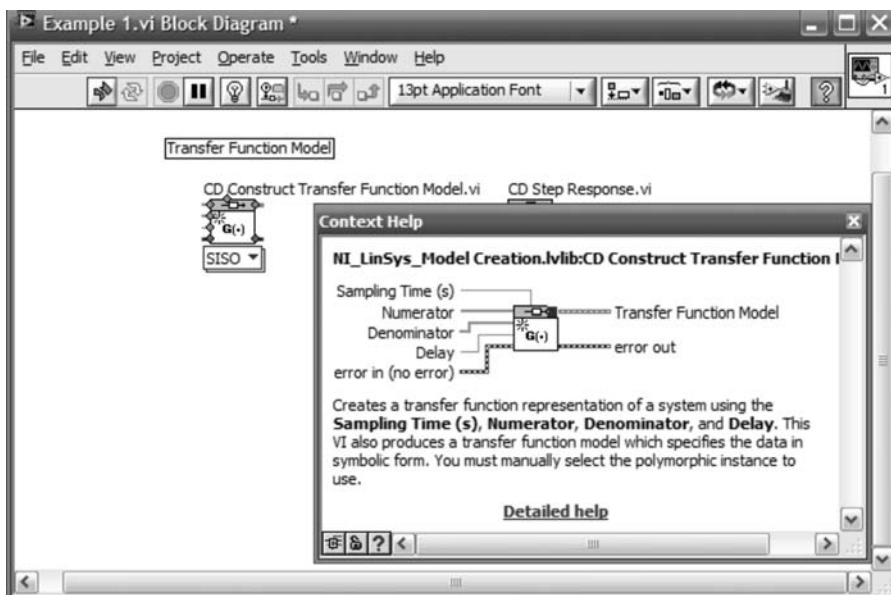 Example 1.vi Block Diagram *
File Edit View Project Operate Tools Window Help
13pt Application Font
1
Transfer Function Model
CD Construct Transfer Function Model.vi CD Step Response.vi
G(•)
SISO
Context Help
NI_LinSys_Model Creation.lvlib:CD Construct Transfer Function
Sampling Time (s)
Numerator Transfer Function Model
Denominator
G(•)
Delay error out
error in (no error)
Creates a transfer function representation of a system using the
Sampling Time (s), Numerator, Denominator, and Delay. This
VI also produces a transfer function model which specifies the data in
symbolic form. You must manually select the polymorphic instance to
use.
Detailed help
?